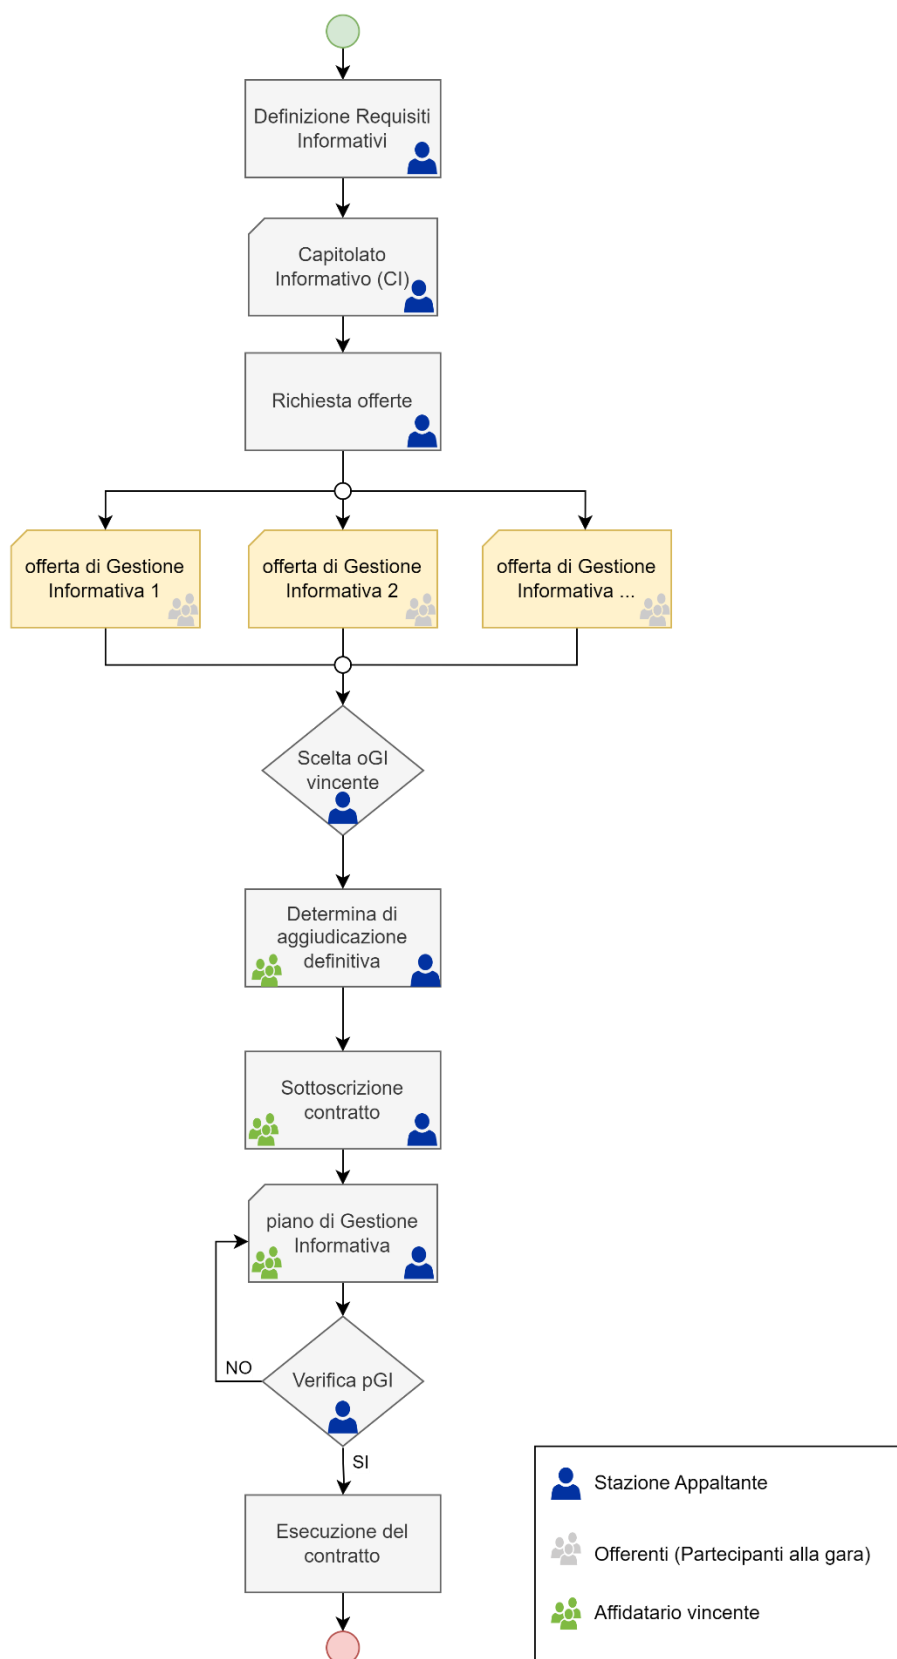 Definizione Requisiti
Informativi
Capitolato
Informativo (CI)
Richiesta offerte
offerta di Gestione
Informativa 1
offerta di Gestione
Informativa 2
offerta di Gestione
Informativa ...
Scelta oGI
vincente
Determina di
aggiudicazione
definitiva
Sottoscrizione
contratto
piano di Gestione
Informativa
NO
Verifica pGI
SI
Esecuzione del
contratto
Stazione Appaltante
Offerenti (Partecipanti alla gara)
Affidatario vincente